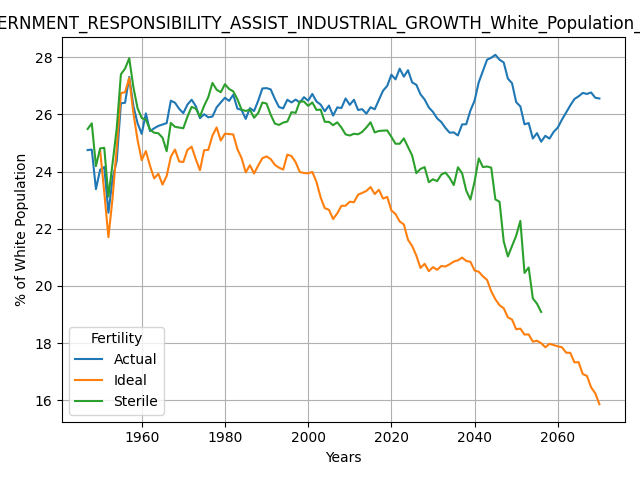 ERNMENT_RESPONSIBILITY_ASSIST_INDUSTRIAL_GROWTH_White_Population_
28
26
24
22
20
18
16
% of White Population
Fertility
Actual
Ideal
Sterile
1960 1980 2000 2020 2040 2060
Years